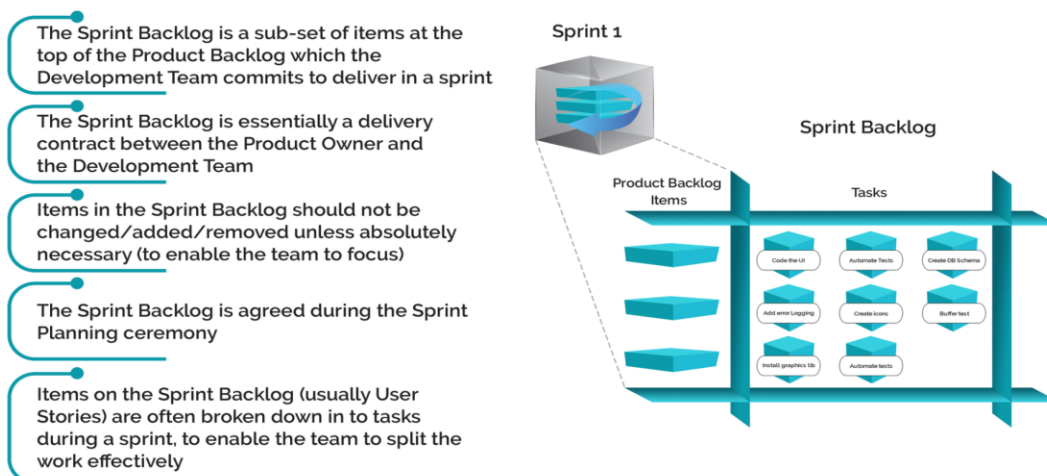 The Sprint Backlog is a sub-set of items at the
top of the Product Backlog which the
Development Team commits to deliver in a sprint
The Sprint Backlog is essentially a delivery
contract between the Product Owner and
the Development Team
Items in the Sprint Backlog should not be
changed/added/removed unless absolutely
necessary (to enable the team to focus)
The Sprint Backlog is agreed during the Sprint
Planning ceremony
Items on the Sprint Backlog (usually User
Stories) are often broken down in to tasks
during a sprint, to enable the team to split the
work effectively
Sprint 1
Sprint Backlog
Product Backlog
Items
Tasks
Code the UI
Automate Tests
Create DB Schema
Add error Logging
Create icons
Buffer test
Install graphics lib
Automate tests